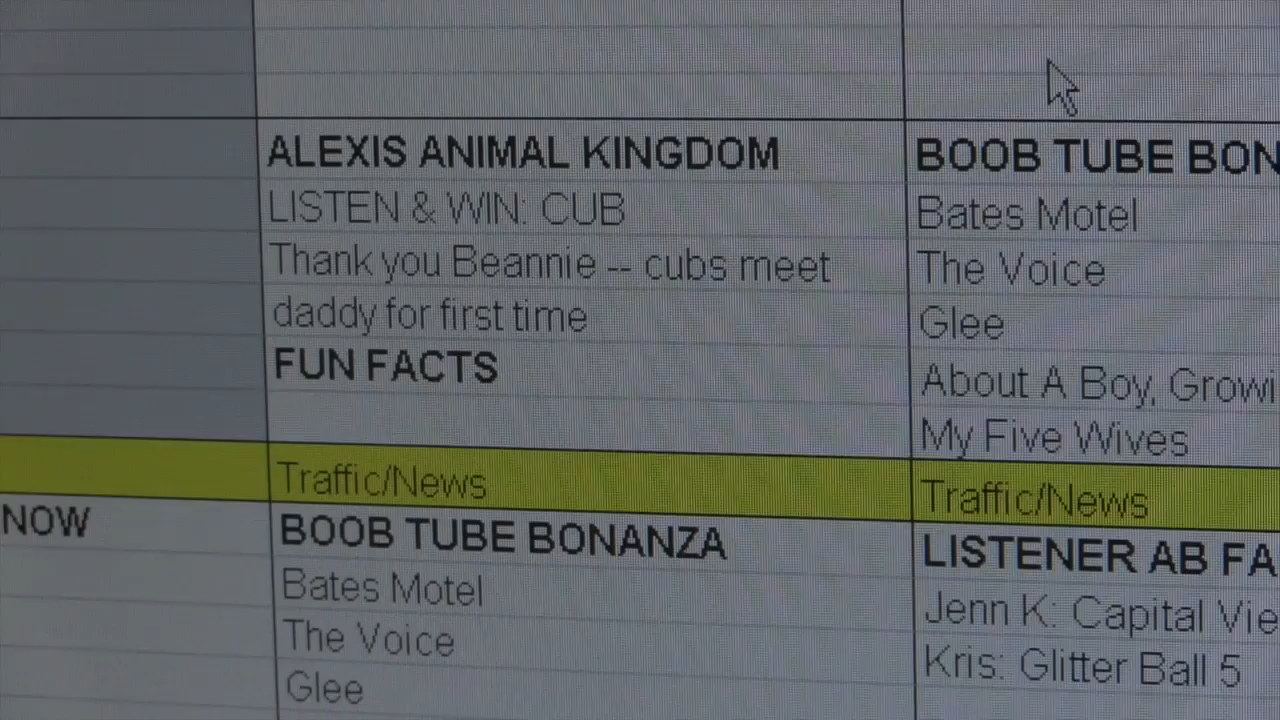 ALEXIS ANIMAL KINGDOM
LISTEN & WIN: CUB
Thank you Beannie -- cubs meet
daddy for first time
FUN FACTS
Traffic/News
NOW
BOOB TUBE BONANZA
Bates Motel
The Voice
Glee
BOOB TUBE BON
Bates Motel
The Voice
Glee
About A Boy, Growi
My Five Wives
Traffic/News
LISTENER AB FA
Jenn K: Capital Vie
Kris: Glitter Ball 5